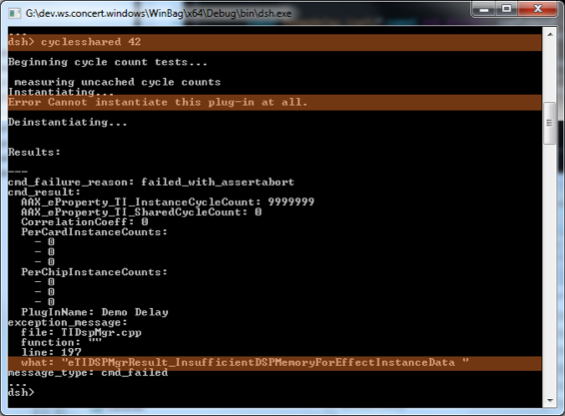 G:\dev.ws.concert.windows\WinBag\x64\Debug\bin\dsh.exe
...
dsh> cyclesshared 42
Beginning cycle count tests...
measuring uncached cycle counts
Instantiating...
Error Cannot instantiate this plug-in at all.
Deinstantiating...
Results:
---
cmd_failure_reason: failed_with_assertabort
cmd_result:
AAX_eProperty_TI_InstanceCycleCount: 9999999
AAX_eProperty_TI_SharedCycleCount: 0
CorrelationCoeff: 0
PerCardInstanceCounts:
- 0
- 0
- 0
PerChipInstanceCounts:
- 0
- 0
- 0
PlugInName: Demo Delay
exception_message:
file: TIDspMgr.cpp
function: ""
line: 197
what: "eTIDSPMgrResult_InsufficientDSPMemoryForEffectInstanceData "
message_type: cmd_failed
...
dsh>